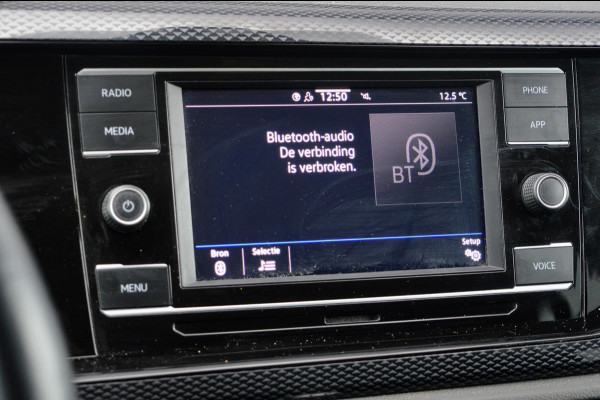 RADIO
MEDIA
MENU
12:50
12.5 °C
Bluetooth-audio
De verbinding
is verbroken.
BT
Bron
Selectie
Setup
PHONE
APP
VOICE